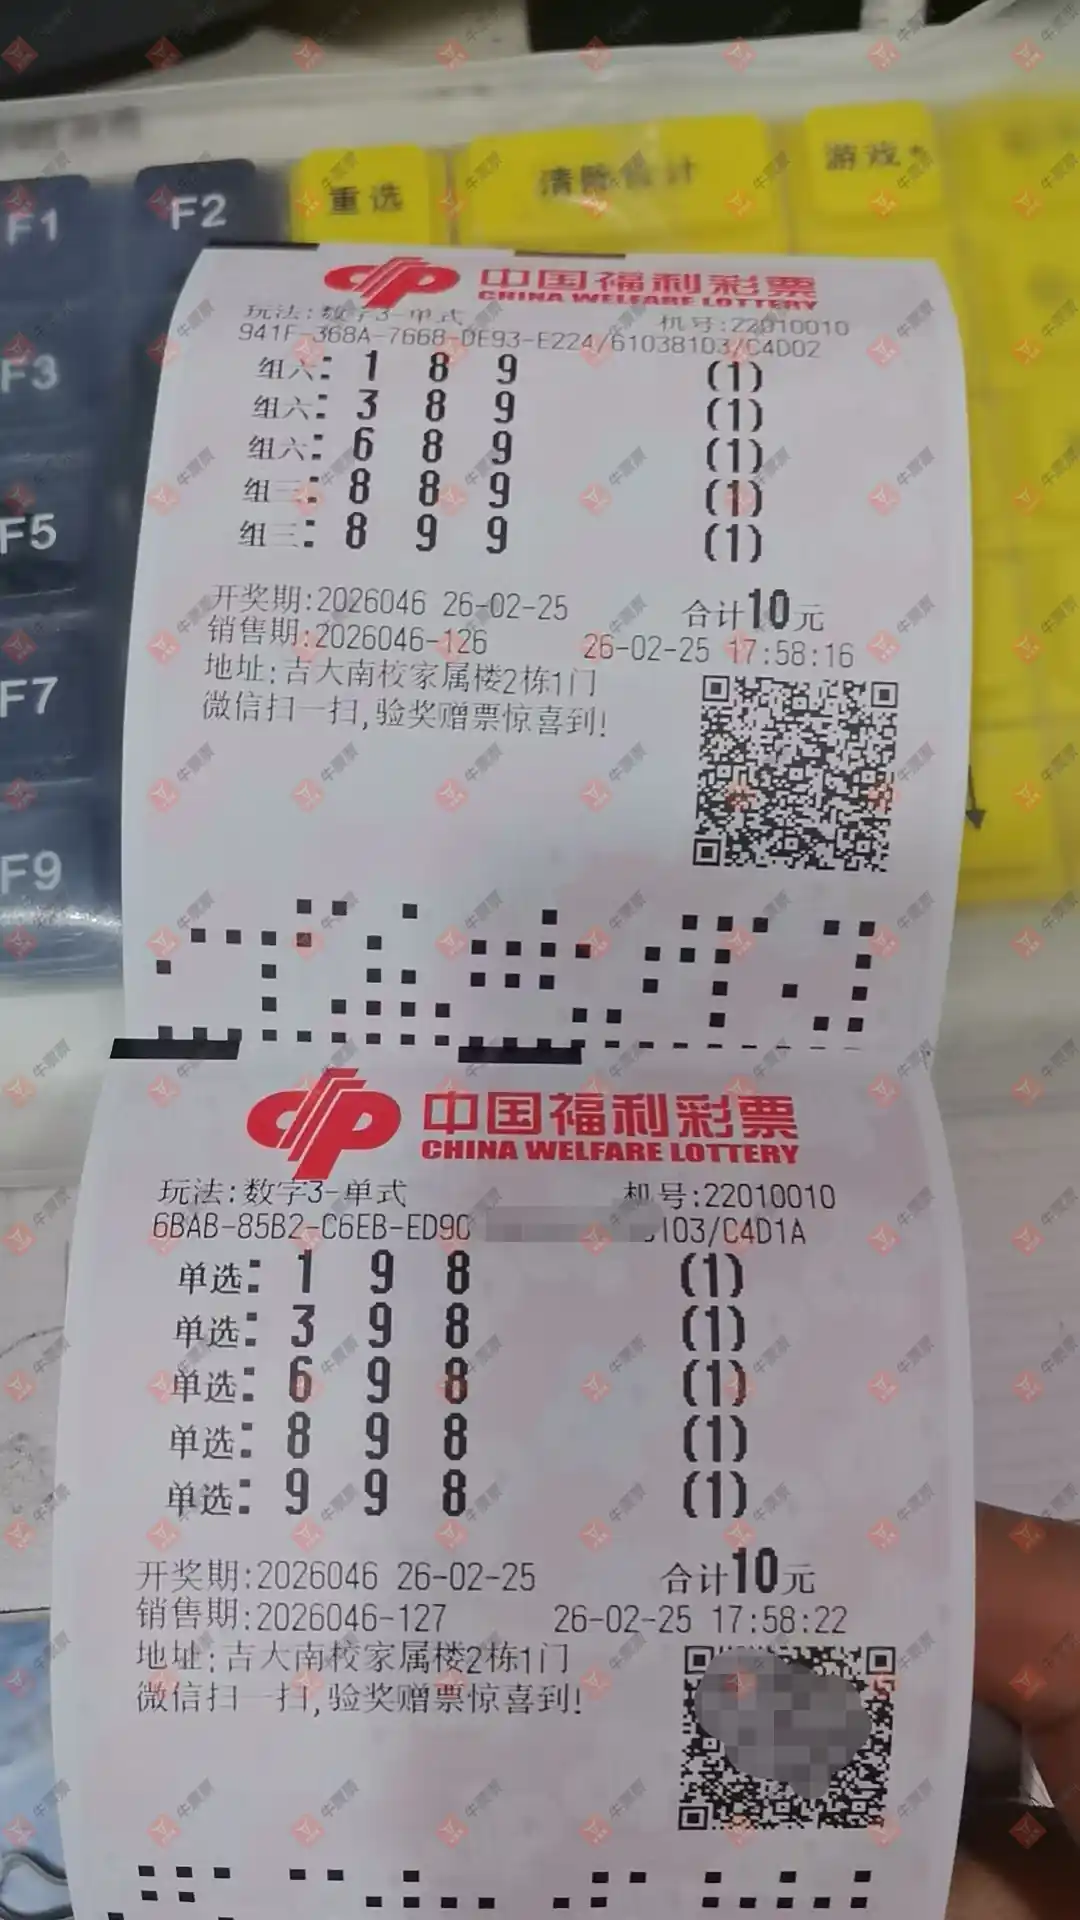 F1
F2
重选
清除合计
游戏
F3
F5
F7
F9
中国福利彩票
CHINA WELFARE LOTTERY
玩法:数字3-单式 机号:22010010
941F-368A-7668-DE93-E224/61038103/C4D02
组六: 1 8 9 (1)
组六: 3 8 9 (1)
组六: 6 8 9 (1)
组三: 8 8 9 (1)
组三: 8 9 9 (1)
开奖期:2026046 26-02-25 合计10元
销售期:2026046-126 26-02-25 17:58:16
地址:吉大南校家属楼2栋1门
微信扫一扫,验奖赠票惊喜到!
中国福利彩票
CHINA WELFARE LOTTERY
玩法:数字3-单式 机号:22010010
6BAB-85B2-C6EB-ED9C 103/C4D1A
单选: 1 9 8 (1)
单选: 3 9 8 (1)
单选: 6 9 8 (1)
单选: 8 9 8 (1)
单选: 9 9 8 (1)
开奖期:2026046 26-02-25 合计10元
销售期:2026046-127 26-02-25 17:58:22
地址:吉大南校家属楼2栋1门
微信扫一扫,验奖赠票惊喜到!
牛票票